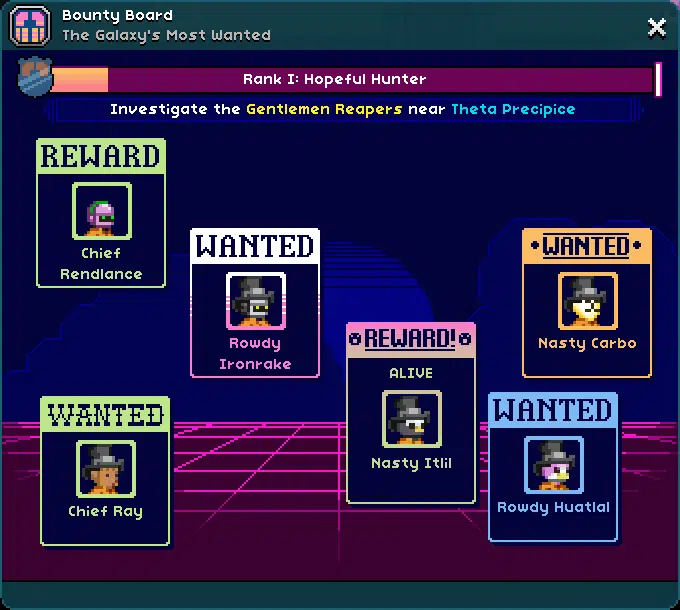 Bounty Board
The Galaxy's Most Wanted
Rank I: Hopeful Hunter
Investigate the Gentlemen Reapers near Theta Precipice
REWARD
Chief
Rendlance
WANTED
Rowdy
Ironrake
WANTED
Nasty Carbo
REWARD!
ALIVE
Nasty Itlil
WANTED
Chief Ray
WANTED
Rowdy Huatlal